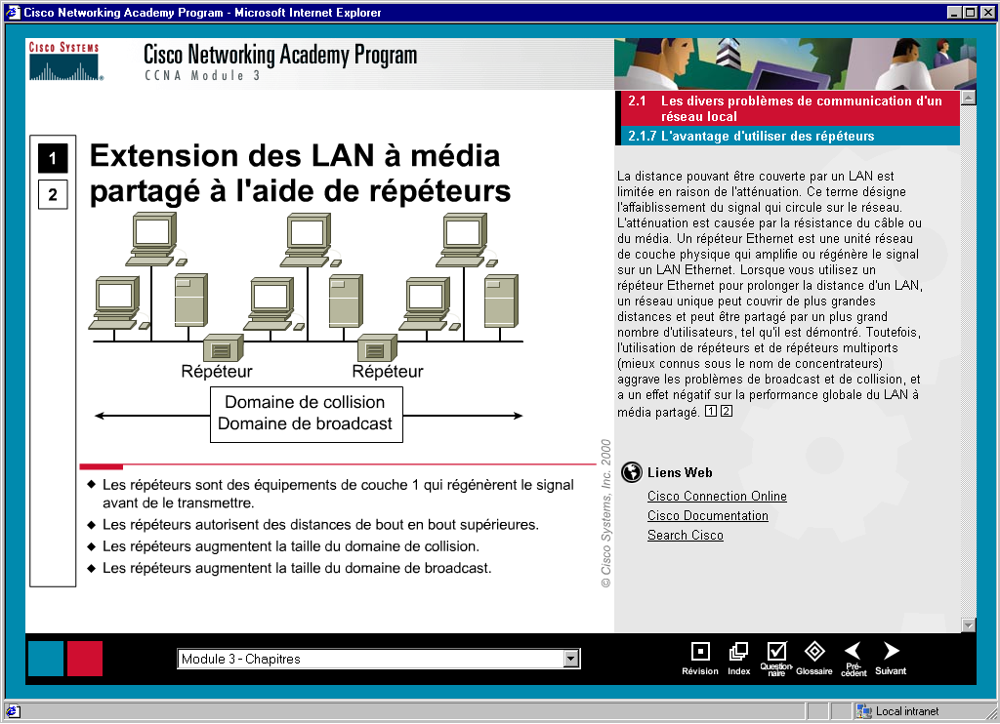 Cisco Networking Academy Program - Microsoft Internet Explorer
CISCO SYSTEMS
Cisco Networking Academy Program
CCNA Module 3
2.1 Les divers problèmes de communication d'un
réseau local
2.1.7 L'avantage d'utiliser des répéteurs
1
2
Extension des LAN à média
partagé à l'aide de répéteurs
Répéteur
Répéteur
Domaine de collision
Domaine de broadcast
Les répéteurs sont des équipements de couche 1 qui régénèrent le signal
avant de le transmettre.
Les répéteurs autorisent des distances de bout en bout supérieures.
Les répéteurs augmentent la taille du domaine de collision.
Les répéteurs augmentent la taille du domaine de broadcast.
© Cisco Systems, Inc. 2000
La distance pouvant être couverte par un LAN est
limitée en raison de l'atténuation. Ce terme désigne
l'affaiblissement du signal qui circule sur le réseau.
L'atténuation est causée par la résistance du câble ou
du média. Un répéteur Ethernet est une unité réseau
de couche physique qui amplifie ou régénère le signal
sur un LAN Ethernet. Lorsque vous utilisez un
répéteur Ethernet pour prolonger la distance d'un LAN,
un réseau unique peut couvrir de plus grandes
distances et peut être partagé par un plus grand
nombre d'utilisateurs, tel qu'il est démontré. Toutefois,
l'utilisation de répéteurs et de répéteurs multiports
(mieux connus sous le nom de concentrateurs)
aggrave les problèmes de broadcast et de collision, et
a un effet négatif sur la performance globale du LAN à
média partagé. 1 2
Liens Web
Cisco Connection Online
Cisco Documentation
Search Cisco
Module 3 - Chapitres
Révision
Index
Question-
naire
Glossaire
Pré-
cédent
Suivant
Local intranet